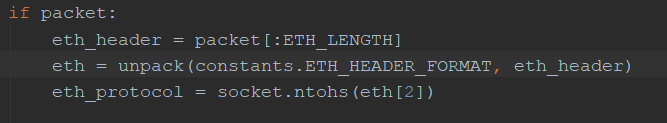 if packet:
    eth_header = packet[:ETH_LENGTH]
    eth = unpack(constants.ETH_HEADER_FORMAT, eth_header)
    eth_protocol = socket.ntohs(eth[2])